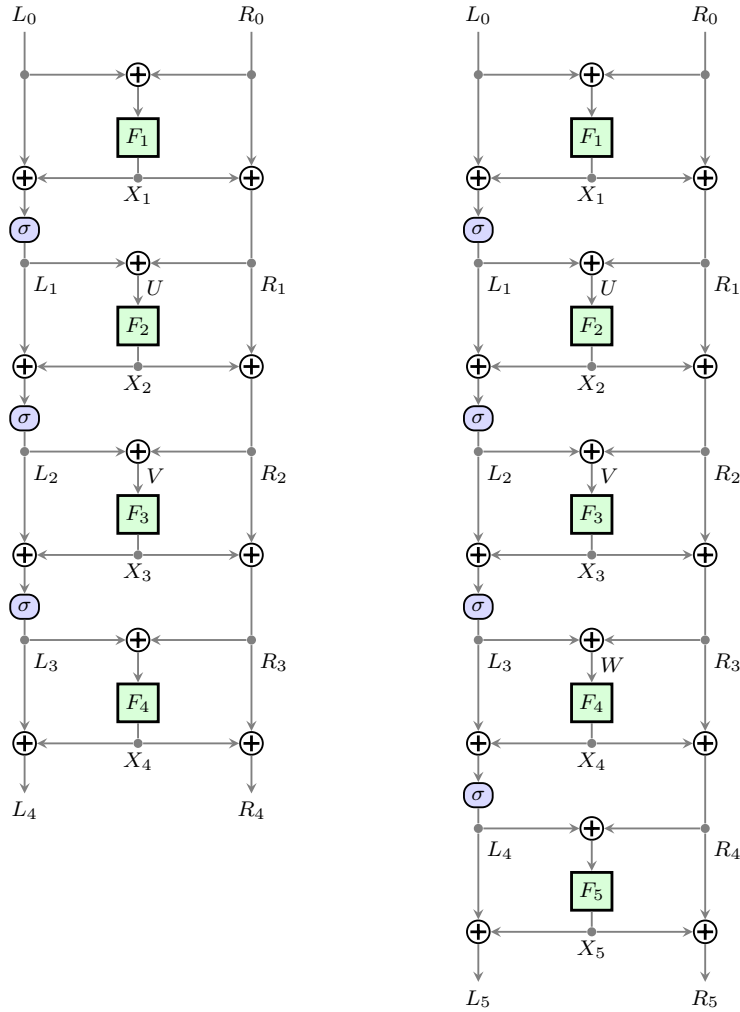 L₀ R₀
F₁
X₁
σ
L₁ U R₁
F₂
X₂
σ
L₂ V R₂
F₃
X₃
σ
L₃ R₃
F₄
X₄
L₄ R₄
L₀ R₀
F₁
X₁
σ
L₁ U R₁
F₂
X₂
σ
L₂ V R₂
F₃
X₃
σ
L₃ W R₃
F₄
X₄
σ
L₄ R₄
F₅
X₅
L₅ R₅